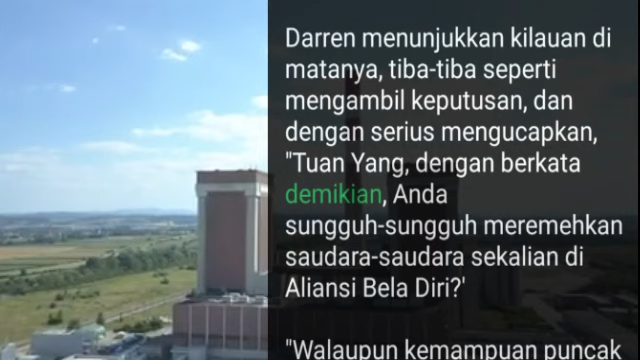 Darren menunjukkan kilauan di
matanya, tiba-tiba seperti
mengambil keputusan, dan
dengan serius mengucapkan,
"Tuan Yang, dengan berkata
demikian, Anda
sungguh-sungguh meremehkan
saudara-saudara sekalian di
Aliansi Bela Diri?'
"Walaupun kemampuan puncak